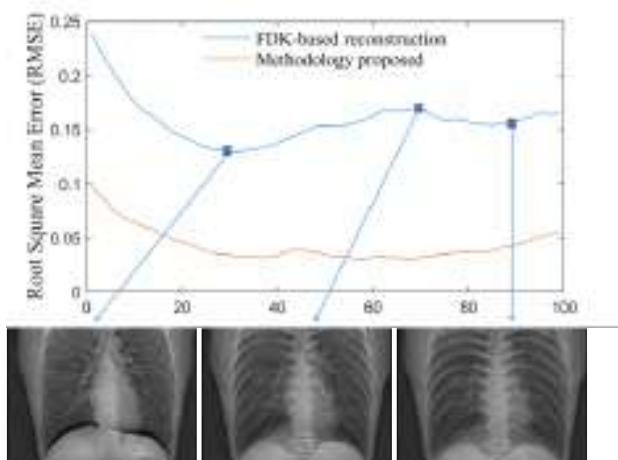 Root Square Mean Error (RMSE)
0.25
0.2
0.15
0.1
0.05
0
FDK-based reconstruction
Methodology proposed
0 20 40 60 80 100